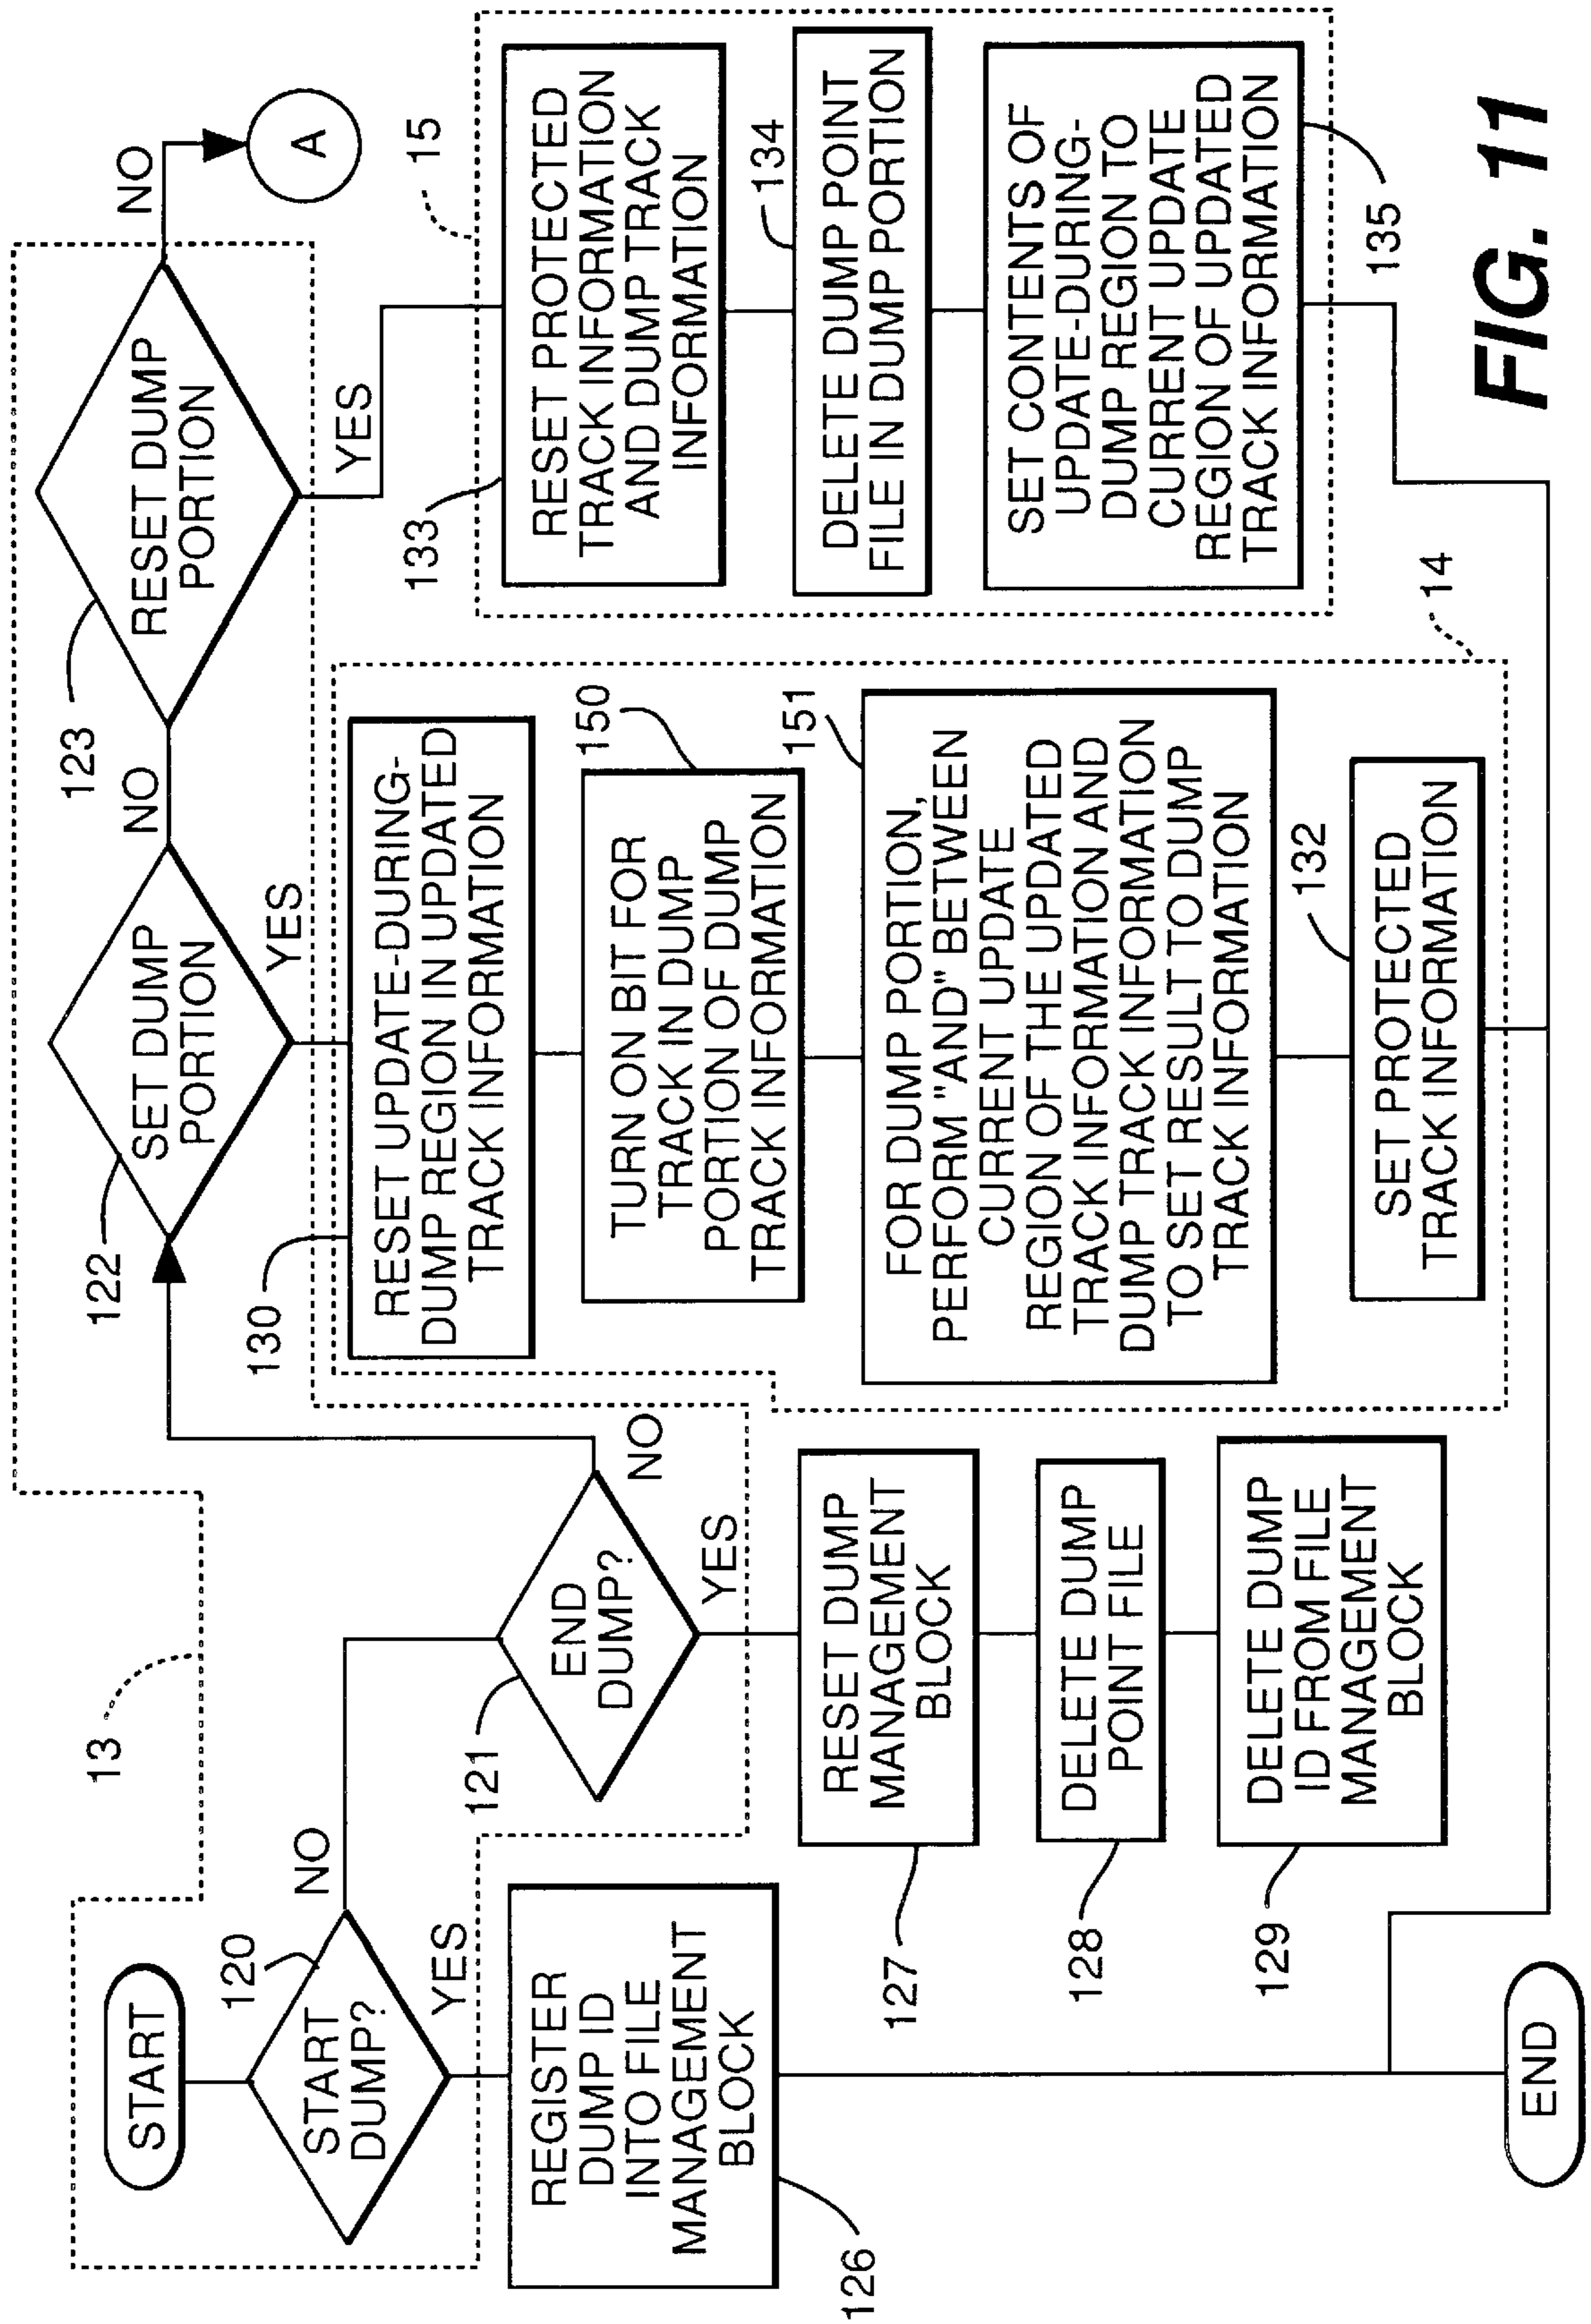 13
START
120
START
DUMP?
NO
YES
REGISTER
DUMP ID
INTO FILE
MANAGEMENT
BLOCK
126
121
END
DUMP?
NO
YES
RESET DUMP
MANAGEMENT
BLOCK
127
DELETE DUMP
POINT FILE
128
DELETE DUMP
ID FROM FILE
MANAGEMENT
BLOCK
129
END
122
SET DUMP
PORTION
NO
YES
130
RESET UPDATE-DURING-
DUMP REGION IN UPDATED
TRACK INFORMATION
150
TURN ON BIT FOR
TRACK IN DUMP
PORTION OF DUMP
TRACK INFORMATION
151
FOR DUMP PORTION,
PERFORM "AND" BETWEEN
CURRENT UPDATE
REGION OF THE UPDATED
TRACK INFORMATION AND
DUMP TRACK INFORMATION
TO SET RESULT TO DUMP
TRACK INFORMATION
132
SET PROTECTED
TRACK INFORMATION
14
123
RESET DUMP
PORTION
NO
A
YES
15
133
RESET PROTECTED
TRACK INFORMATION
AND DUMP TRACK
INFORMATION
134
DELETE DUMP POINT
FILE IN DUMP PORTION
SET CONTENTS OF
UPDATE-DURING-
DUMP REGION TO
CURRENT UPDATE
REGION OF UPDATED
TRACK INFORMATION
135
FIG. 11